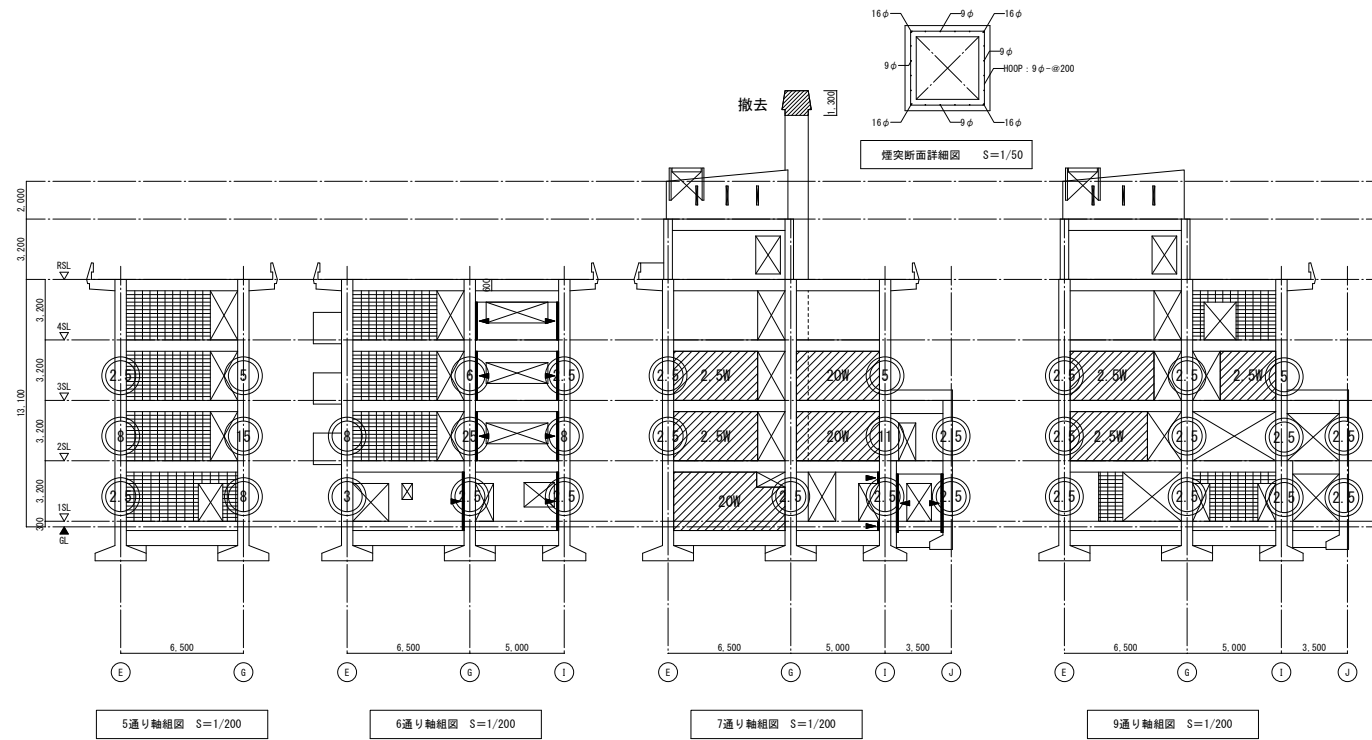 16φ
9φ
16φ
9φ
9φ
HOOP : 9φ-@200
16φ
9φ
16φ
煙突断面詳細図 S=1/50
撤去
1,300
2,000
3,200
13,100
RSL
3,200
4SL
3,200
3SL
3,200
2SL
3,200
1SL
300
GL
2.5
5
8
15
2.5
8
6,500
E
G
5通り軸組図 S=1/200
600
6
2.5
8
25
8
3
2.5
2.5
6,500
5,000
E
G
I
6通り軸組図 S=1/200
2.5
2.5W
20W
5
2.5
2.5W
20W
11
2.5
20W
2.5
2.5
2.5
6,500
5,000
3,500
E
G
I
J
7通り軸組図 S=1/200
2.5
2.5W
2.5
2.5W
5
2.5
2.5W
2.5
2.5
2.5
2.5
2.5
2.5
2.5
6,500
5,000
3,500
E
G
I
J
9通り軸組図 S=1/200